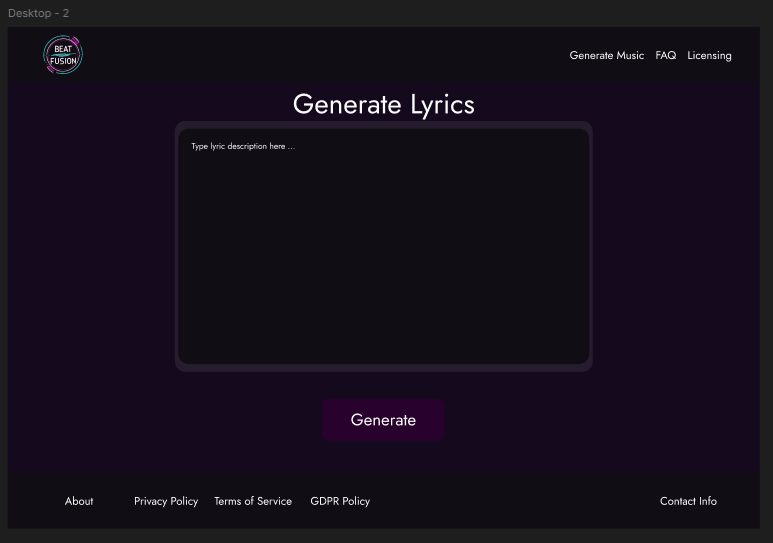 Desktop - 2
BEAT
FUSION
Generate Music FAQ Licensing
Generate Lyrics
Type lyric description here ...
Generate
About Privacy Policy Terms of Service GDPR Policy Contact Info